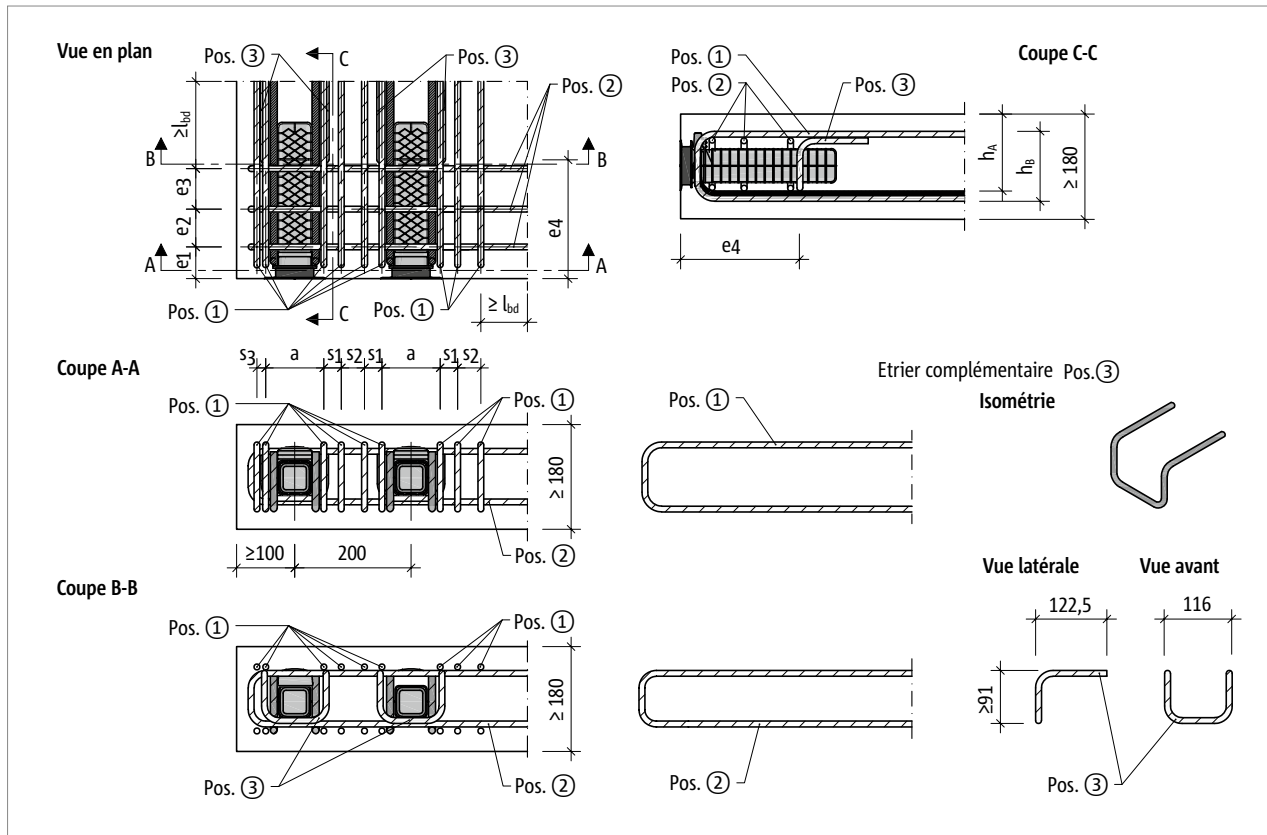 Vue en plan
Pos. ③
C
Pos. ③
Pos. ②
≥lbd
B
B
e3
e2
e1
e4
A
A
Pos. ①
C
Pos. ①
≥ lbd
Coupe C-C
Pos. ①
Pos. ②
Pos. ③
hA
hB
≥ 180
e4
Coupe A-A
s3
a
s1
s2
s1
a
s1
s2
Pos. ①
Pos. ①
≥ 180
Pos. ②
≥100
200
Pos. ①
Etrier complémentaire Pos.③
Isométrie
Coupe B-B
Pos. ①
Pos. ①
≥ 180
Pos. ③
Pos. ②
Pos. ②
Vue latérale
Vue avant
122,5
116
≥91
Pos. ③